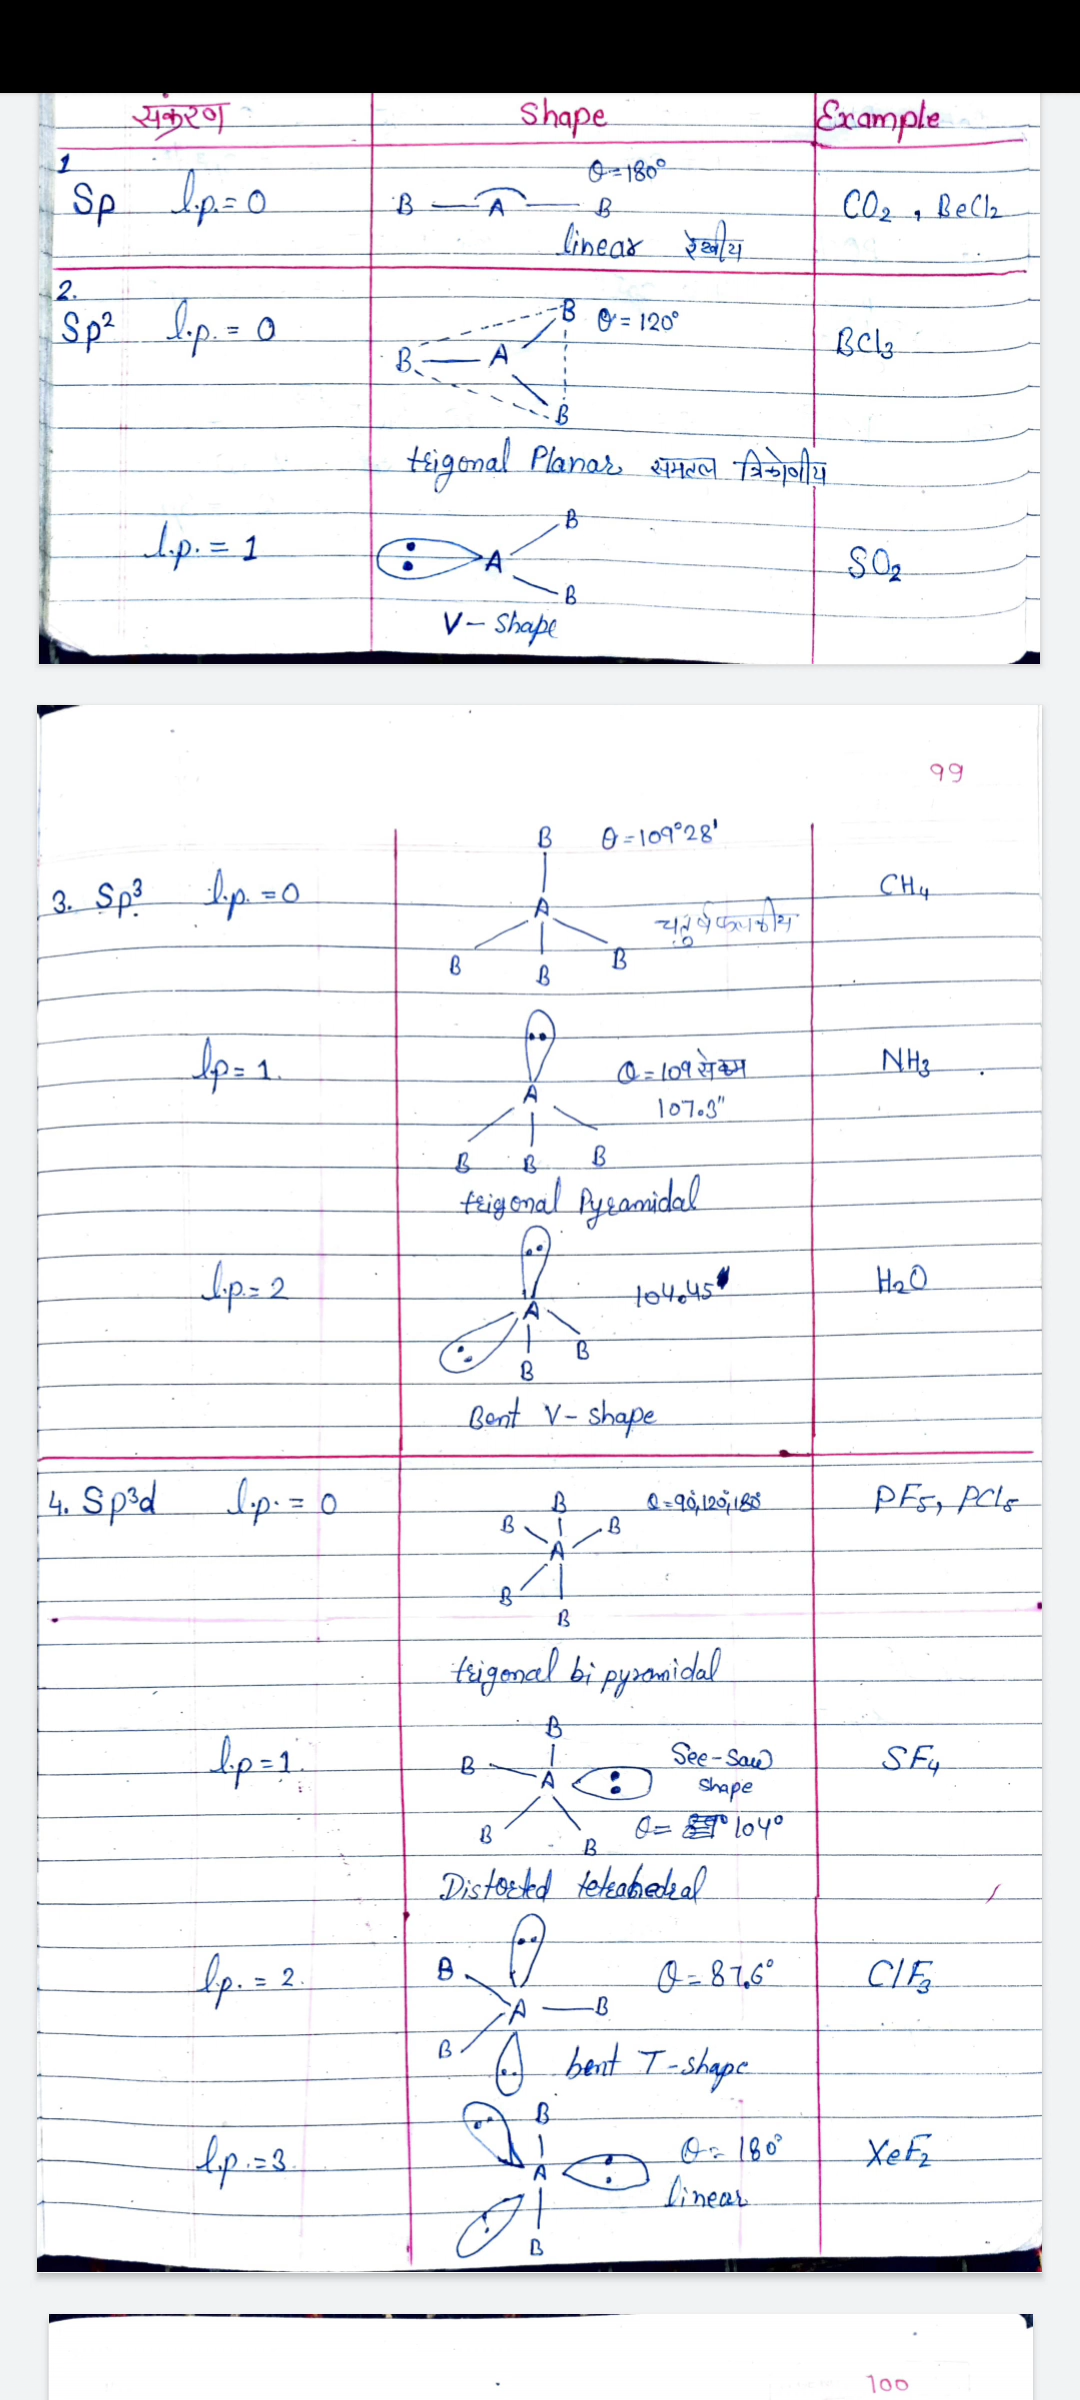 संकरण Shape Example
1
Sp l.p.=0 B — A — B θ=180° CO₂, BeCl₂
linear रेखीय
2.
Sp² l.p.=0 B θ=120° BCl₃
B — A
B
trigonal Planar समतल त्रिकोणीय
l.p.=1 A B B SO₂
V-shape
99
B θ=109°28'
3. Sp³ l.p.=0 A CH₄
चतुर्षफलकीय
B B B
lp=1. θ=109 से कम NH₃
A 107.3"
B B B
trigonal Pyramidal
l.p.=2 104.45 H₂O
A
B B
Bent V-shape
4. Sp³d l.p.=0 B θ=90°,120°,180° PF₅, PCl₅
B B
A
B
B
trigonal bi pyramidal
B
l.p=1. B A See-Saw SF₄
shape
B B θ= 104°
Distorted tetrahedral
l.p.=2. B θ=87.6° ClF₃
A — B
B bent T-shape
B
l.p.=3. A θ=180° XeF₂
linear
B
100